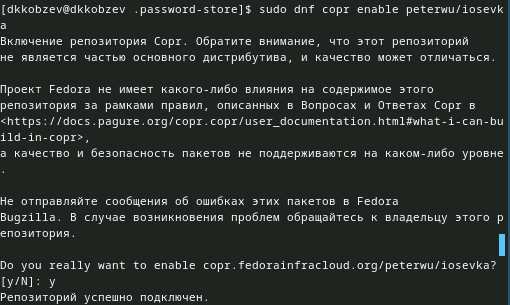 [dkkobzev@dkkobzev .password-store]$ sudo dnf copr enable peterwu/iosevk
a
Включение репозитория Copr. Обратите внимание, что этот репозиторий
не является частью основного дистрибутива, и качество может отличаться.
Проект Fedora не имеет какого-либо влияния на содержимое этого
репозитория за рамками правил, описанных в Вопросах и Ответах Copr в
<https://docs.pagure.org/copr.copr/user_documentation.html#what-i-can-bu
ild-in-copr>,
а качество и безопасность пакетов не поддерживаются на каком-либо уровне
.
Не отправляйте сообщения об ошибках этих пакетов в Fedora
Bugzilla. В случае возникновения проблем обращайтесь к владельцу этого р
епозитория.
Do you really want to enable copr.fedorainfracloud.org/peterwu/iosevka?
[y/N]: y
Репозиторий успешно подключен.